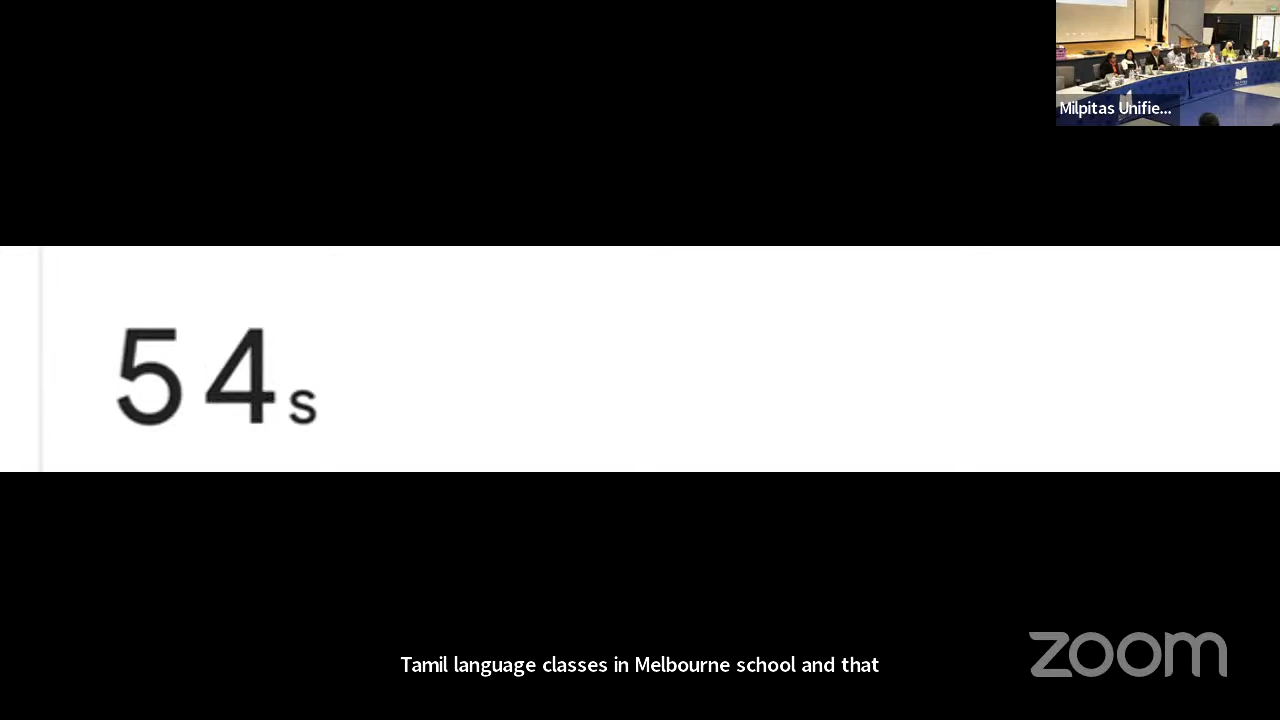 Milpitas Unifie...
54s
Tamil language classes in Melbourne school and that
zoom